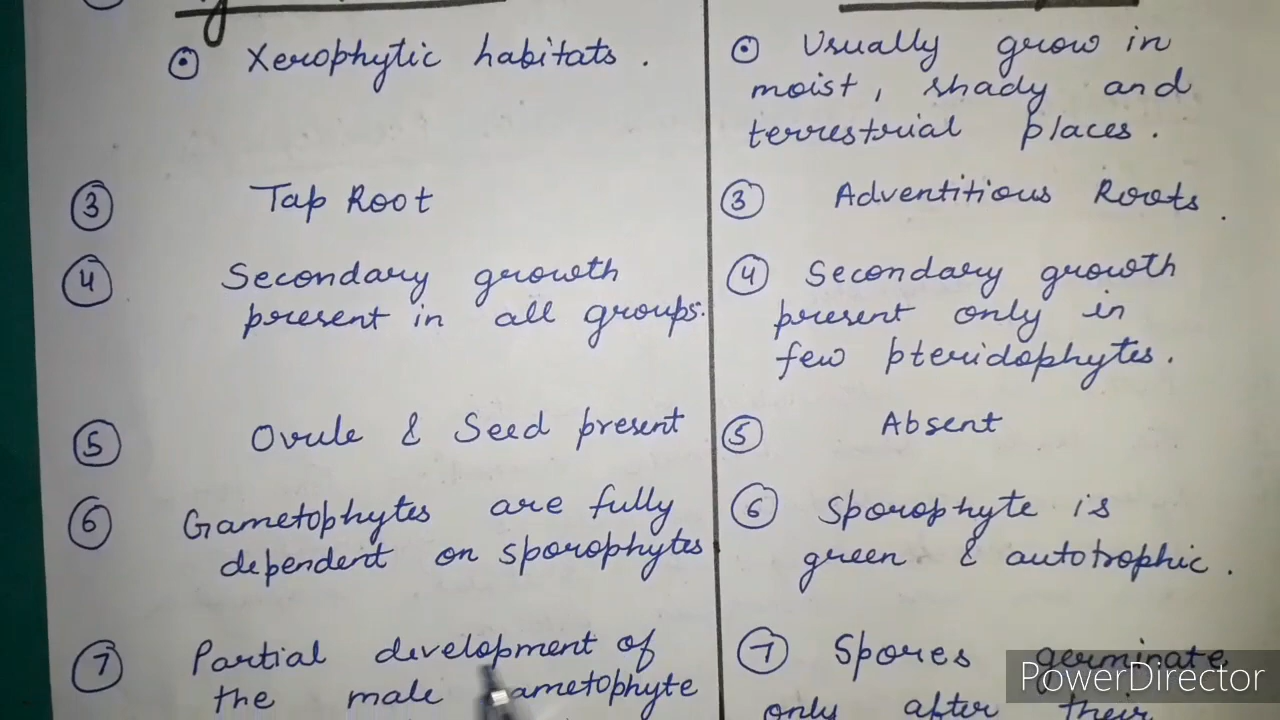 Xerophytic habitats.
Usually grow in
moist, shady and
terrestrial places.
3 Tap Root
3 Adventitious Roots.
4 Secondary growth
present in all groups.
4 Secondary growth
present only in
few pteridophytes.
5 Ovule & Seed present
5 Absent
6 Gametophytes are fully
dependent on sporophytes
6 Sporophyte is
green & autotrophic.
7 Partial development of
the male gametophyte
7 Spores germinate
only after their
PowerDirector